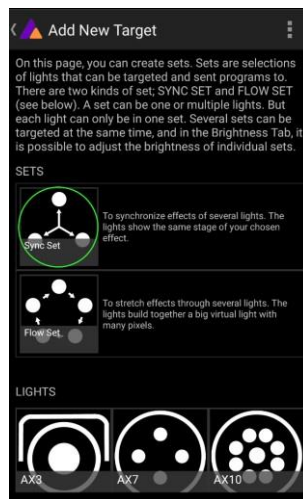 Add New Target
On this page, you can create sets. Sets are selections
of lights that can be targeted and sent programs to.
There are two kinds of set; SYNC SET and FLOW SET
(see below). A set can be one or multiple lights. But
each light can only be in one set. Several sets can be
targeted at the same time, and in the Brightness Tab, it
is possible to adjust the brightness of individual sets.
SETS
To synchronize effects of several lights. The
lights show the same stage of your chosen
effect.
Sync Set
To stretch effects through several lights. The
lights build together a big virtual light with
many pixels.
Flow Set
LIGHTS
AX3 AX7 AX10